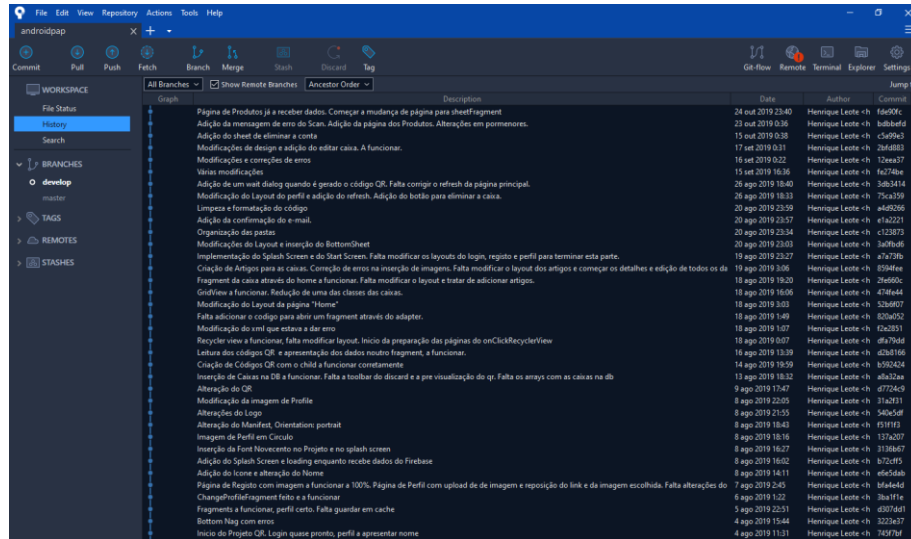 File Edit View Repository Actions Tools Help
androidpap
Commit Pull Push Fetch Branch Merge Stash Discard Tag Git-flow Remote Terminal Explorer Settings
WORKSPACE
File Status
History
Search
BRANCHES
develop
master
TAGS
REMOTES
STASHES
All Branches Show Remote Branches Ancestor Order Jump
Graph Description Date Author Commit
Página de Produtos já a receber dados. Começar a mudança de página para sheetFragment 24 out 2019 23:40 Henrique Leote <h fde90fc
Adição da mensagem de erro do Scan. Adição da página dos Produtos. Alterações em pormenores. 23 out 2019 0:36 Henrique Leote <h bdbbefd
Adição do sheet de eliminar a conta 15 out 2019 0:38 Henrique Leote <h c5a99e3
Modificações de design e adição do editar caixa. A funcionar. 17 set 2019 0:31 Henrique Leote <h 2bfd883
Modificações e correções de erros 16 set 2019 0:22 Henrique Leote <h 12eea37
Várias modificações 15 set 2019 16:36 Henrique Leote <h fe274be
Adição de um wait dialog quando é gerado o código QR. Falta corrigir o refresh da página principal. 26 ago 2019 18:40 Henrique Leote <h 3db3414
Modificação do Layout do perfil e adição do refresh. Adição do botão para eliminar a caixa. 26 ago 2019 18:33 Henrique Leote <h 75ca359
Limpeza e formatação do código 20 ago 2019 23:59 Henrique Leote <h a4d9266
Adição da confirmação do e-mail. 20 ago 2019 23:57 Henrique Leote <h e1a2221
Organização das pastas 20 ago 2019 23:34 Henrique Leote <h c123873
Modificações do Layout e inserção do BottomSheet 20 ago 2019 23:03 Henrique Leote <h 3a0fbd6
Implementação do Splash Screen e do Start Screen. Falta modificar os layouts do login, registo e perfil para terminar esta parte. 19 ago 2019 23:27 Henrique Leote <h a7a73fb
Criação de Artigos para as caixas. Correção de erros na inserção de imagens. Falta modificar o layout dos artigos e começar os detalhes e edição de todos os da 19 ago 2019 3:06 Henrique Leote <h 8594fee
Fragment da caixa através do home a funcionar. Falta modificar o layout e tratar de adicionar artigos. 18 ago 2019 19:20 Henrique Leote <h 2fe660c
GridView a funcionar. Redução de uma das classes das caixas. 18 ago 2019 16:06 Henrique Leote <h 474fe44
Modificação do Layout da página "Home" 18 ago 2019 3:03 Henrique Leote <h 52b6f07
Falta adicionar o codigo para abrir um fragment através do adapter. 18 ago 2019 1:49 Henrique Leote <h 820a052
Modificação do xml que estava a dar erro 18 ago 2019 1:07 Henrique Leote <h f2e2851
Recycler view a funcionar, falta modificar layout. Inicio da preparação das páginas do onClickRecyclerView 18 ago 2019 0:07 Henrique Leote <h dfa79dd
Leitura dos códigos QR e apresentação dos dados noutro fragment, a funcionar. 16 ago 2019 13:39 Henrique Leote <h d2b8166
Criação de Códigos QR com o child a funcionar corretamente 14 ago 2019 19:59 Henrique Leote <h b592424
Inserção de Caixas na DB a funcionar. Falta a toolbar do discard e a pre visualização do qr. Falta os arrays com as caixas na db 13 ago 2019 18:32 Henrique Leote <h a8a32aa
Alteração do QR 9 ago 2019 17:47 Henrique Leote <h d7724c9
Modificação da imagem de Profile 8 ago 2019 22:05 Henrique Leote <h 31a2f31
Alterações do Logo 8 ago 2019 21:55 Henrique Leote <h 540e5df
Alteração do Manifest, Orientation: portrait 8 ago 2019 18:43 Henrique Leote <h f51f1f3
Imagem de Perfil em Circulo 8 ago 2019 18:16 Henrique Leote <h 137a207
Inserção da Font Novecento no Projeto e no splash screen 8 ago 2019 16:27 Henrique Leote <h 3136b67
Adição do Splash Screen e loading enquanto recebe dados do Firebase 8 ago 2019 16:02 Henrique Leote <h b72cff5
Adição do Icone e alteração do Nome 8 ago 2019 14:11 Henrique Leote <h e6e5dab
Página de Registo com imagem a funcionar a 100%. Página de Perfil com upload de de imagem e reposição do link e da imagem escolhida. Falta alterações do 7 ago 2019 2:45 Henrique Leote <h bfa4e4d
ChangeProfileFragment feito e a funcionar 6 ago 2019 1:22 Henrique Leote <h 3ba1f1e
Fragments a funcionar, perfil certo. Falta guardar em cache 5 ago 2019 22:51 Henrique Leote <h d307dd1
Bottom Nag com erros 4 ago 2019 15:44 Henrique Leote <h 3223e37
Inicio do Projeto QR. Login quase pronto, perfil a apresentar nome 4 ago 2019 11:31 Henrique Leote <h 745f7bf